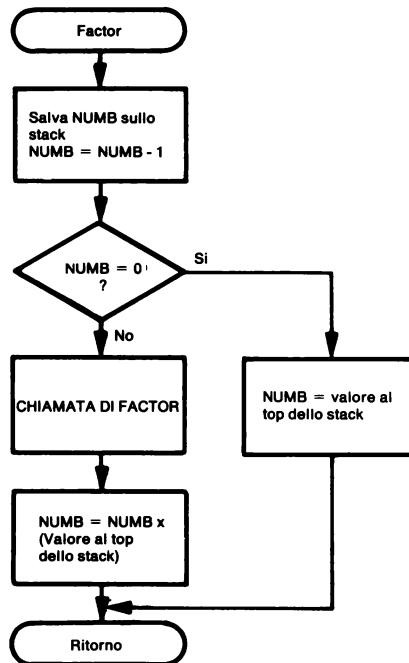 Factor
Salva NUMB sullo
stack
NUMB = NUMB - 1
NUMB = 0
?
Si
No
CHIAMATA DI FACTOR
NUMB = valore al
top dello stack
NUMB = NUMB x
(Valore al top
dello stack)
Ritorno